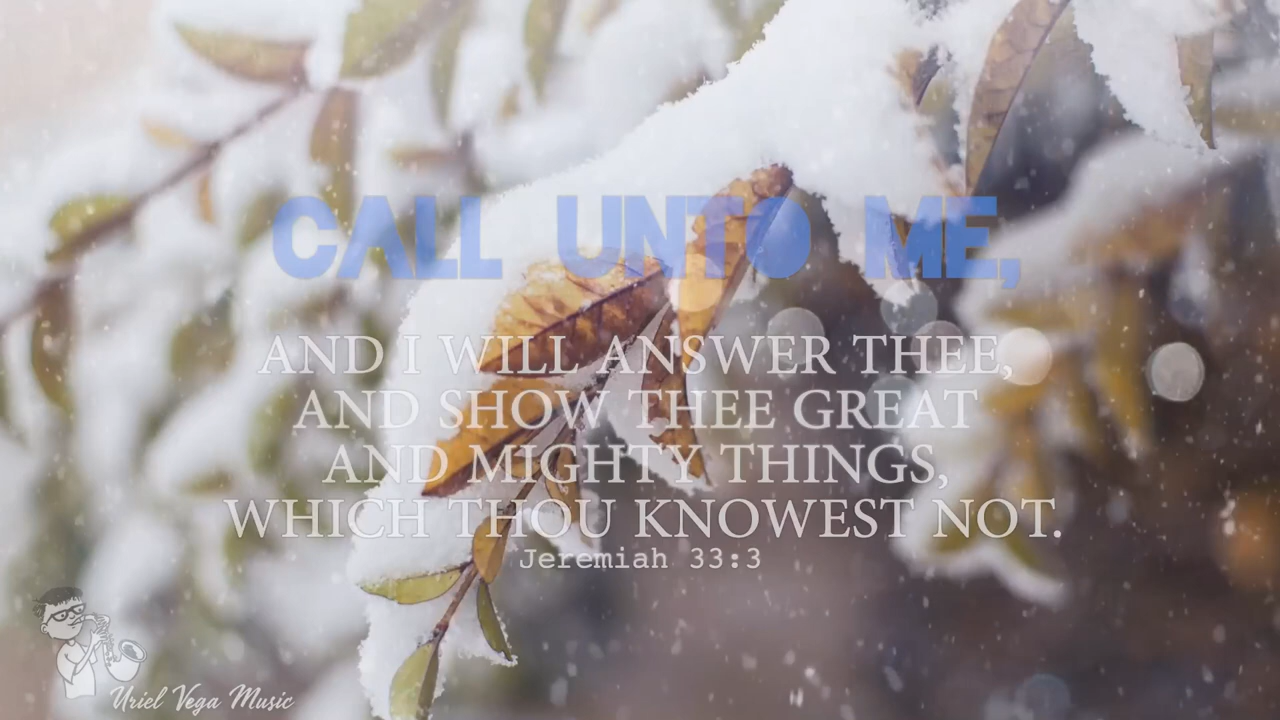 CALL UNTO ME,
AND I WILL ANSWER THEE,
AND SHOW THEE GREAT
AND MIGHTY THINGS,
WHICH THOU KNOWEST NOT.
Jeremiah 33:3
Uriel Vega Music